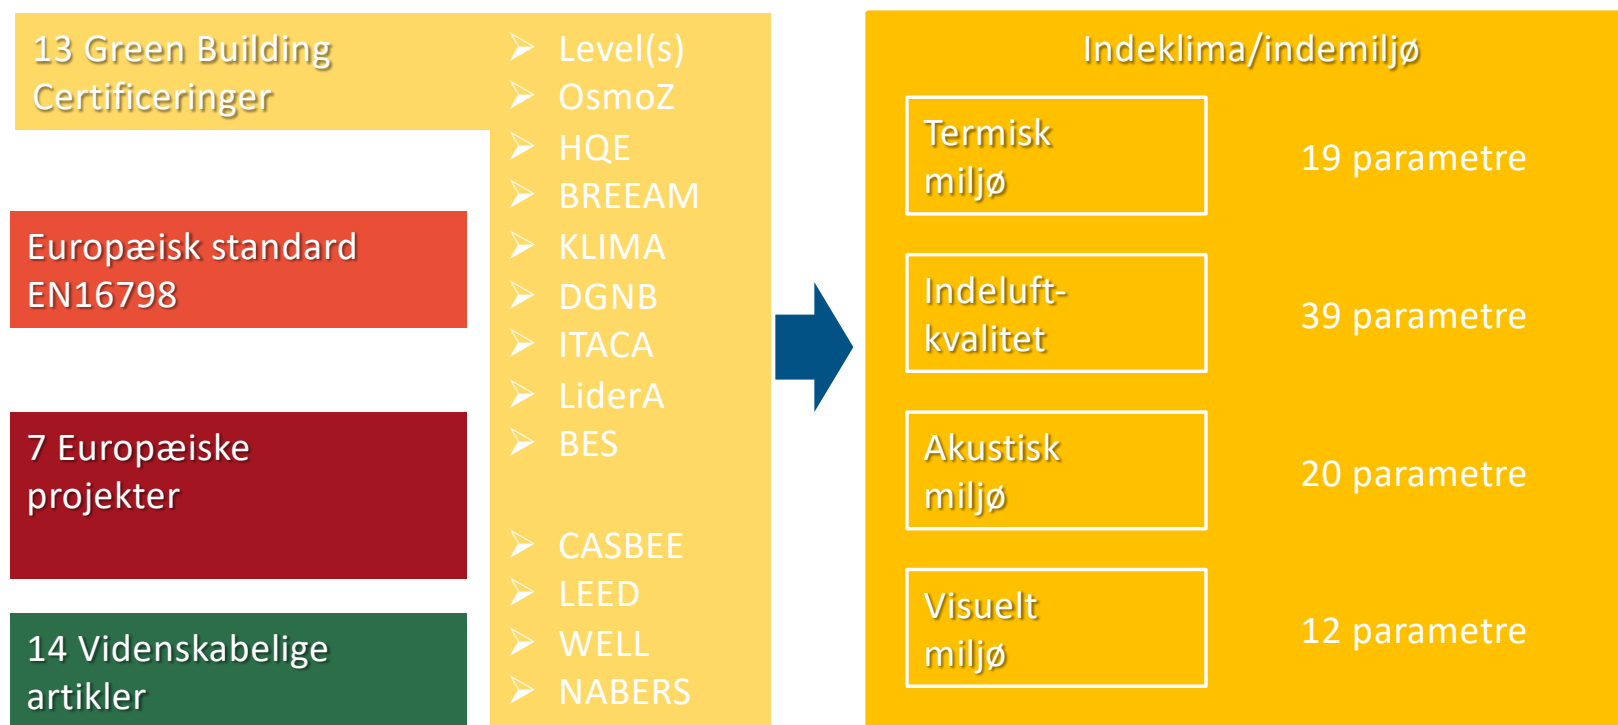 13 Green Building
Certificeringer
Europæisk standard
EN16798
7 Europæiske
projekter
14 Videnskabelige
artikler
Level(s)
OsmoZ
HQE
BREEAM
KLIMA
DGNB
ITACA
LiderA
BES
CASBEE
LEED
WELL
NABERS
Indeklima/indemiljø
Termisk
miljø
19 parametre
Indeluft-
kvalitet
39 parametre
Akustisk
miljø
20 parametre
Visuelt
miljø
12 parametre